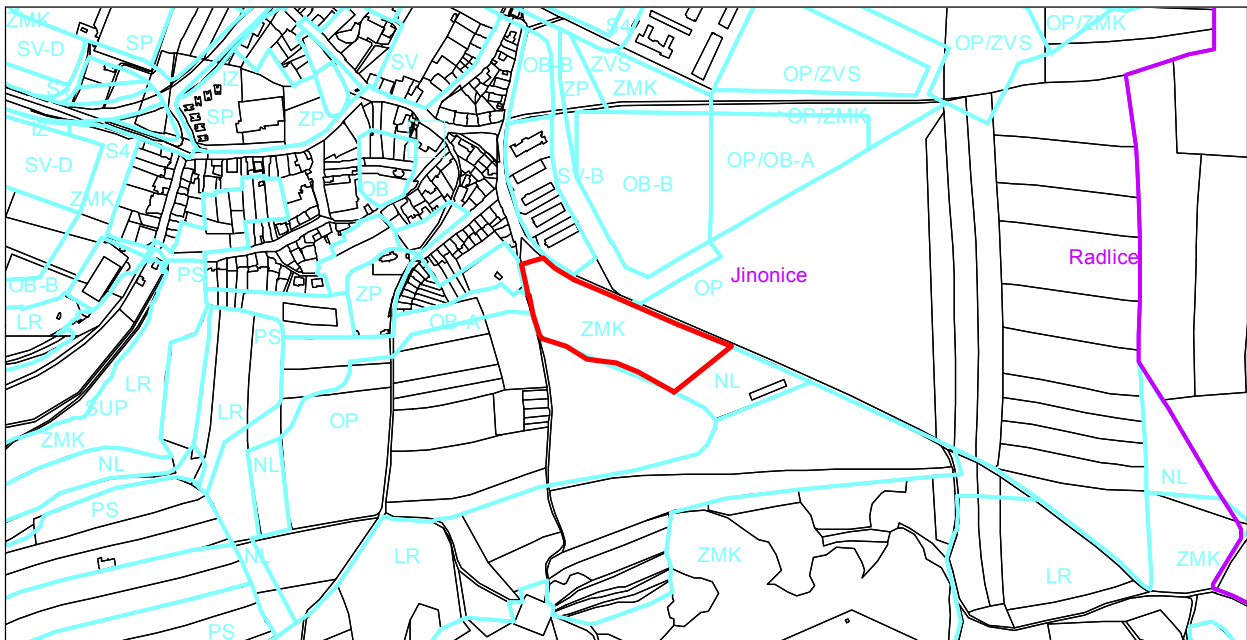 ZMK
SV-D
SP
SV
OB-B
ZVS
S4
OP/ZMK
OP/ZVS
OP/ZVS
ZP
ZMK
IZ
SP
ZP
OP/ZMK
IZ
S4
SV-D
ZMK
OB
SV-B
OB-B
OP/OB-A
PS
Jinonice
Radlice
OP
OB-B
LR
ZP
OB-A
ZMK
PS
NL
LR
SUP
LR
OP
ZMK
NL
NL
NL
PS
NL
LR
ZMK
LR
ZMK
PS